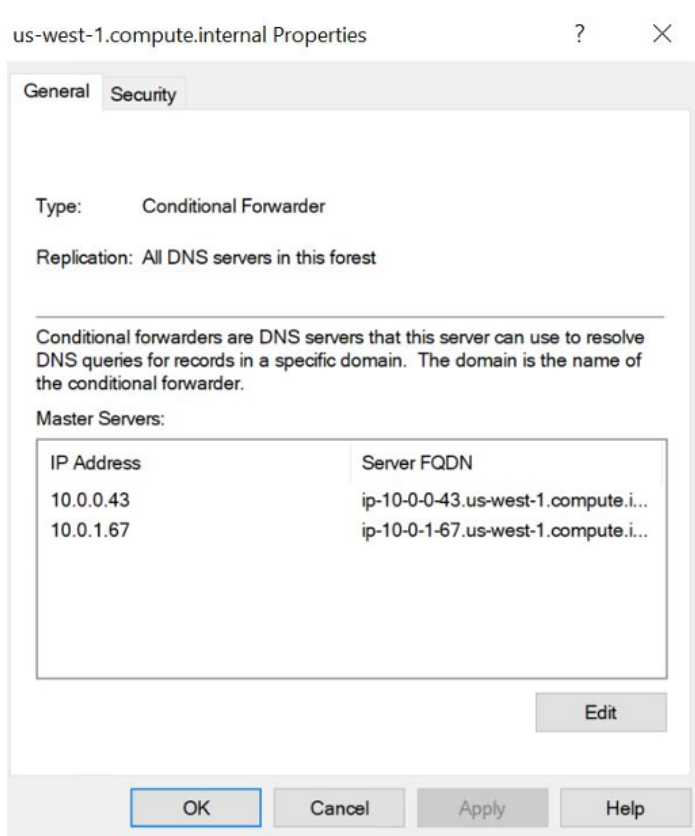 us-west-1.compute.internal Properties ? ×
General Security
Type: Conditional Forwarder
Replication: All DNS servers in this forest
Conditional forwarders are DNS servers that this server can use to resolve
DNS queries for records in a specific domain. The domain is the name of
the conditional forwarder.
Master Servers:
IP Address Server FQDN
10.0.0.43 ip-10-0-0-43.us-west-1.compute.i...
10.0.1.67 ip-10-0-1-67.us-west-1.compute.i...
Edit
OK Cancel Apply Help